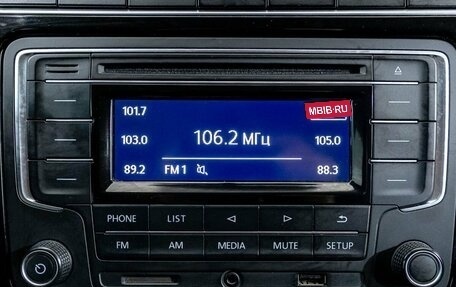 101.7
MBIB.RU
103.0
106.2 МГц
105.0
89.2
FM 1
88.3
PHONE
LIST
SETUP
FM
AM
MEDIA
MUTE